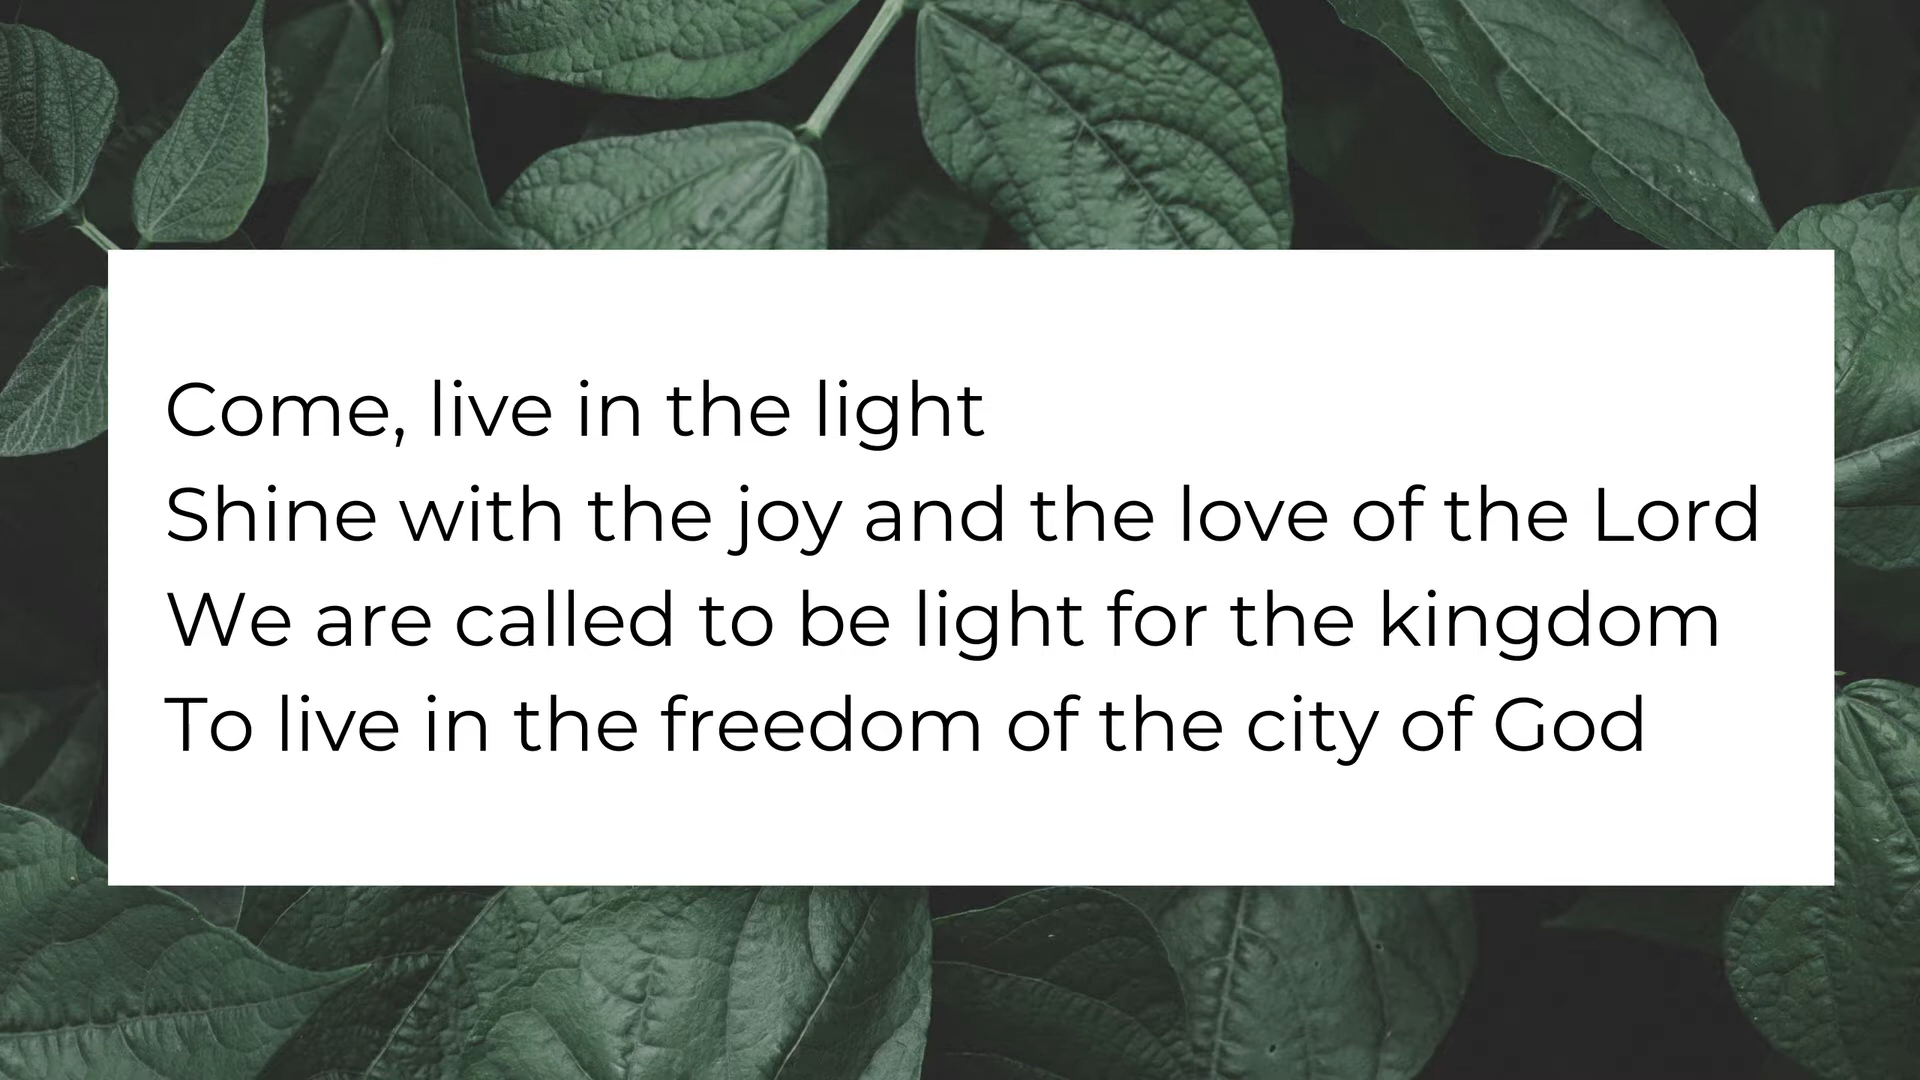 Come, live in the light
Shine with the joy and the love of the Lord
We are called to be light for the kingdom
To live in the freedom of the city of God